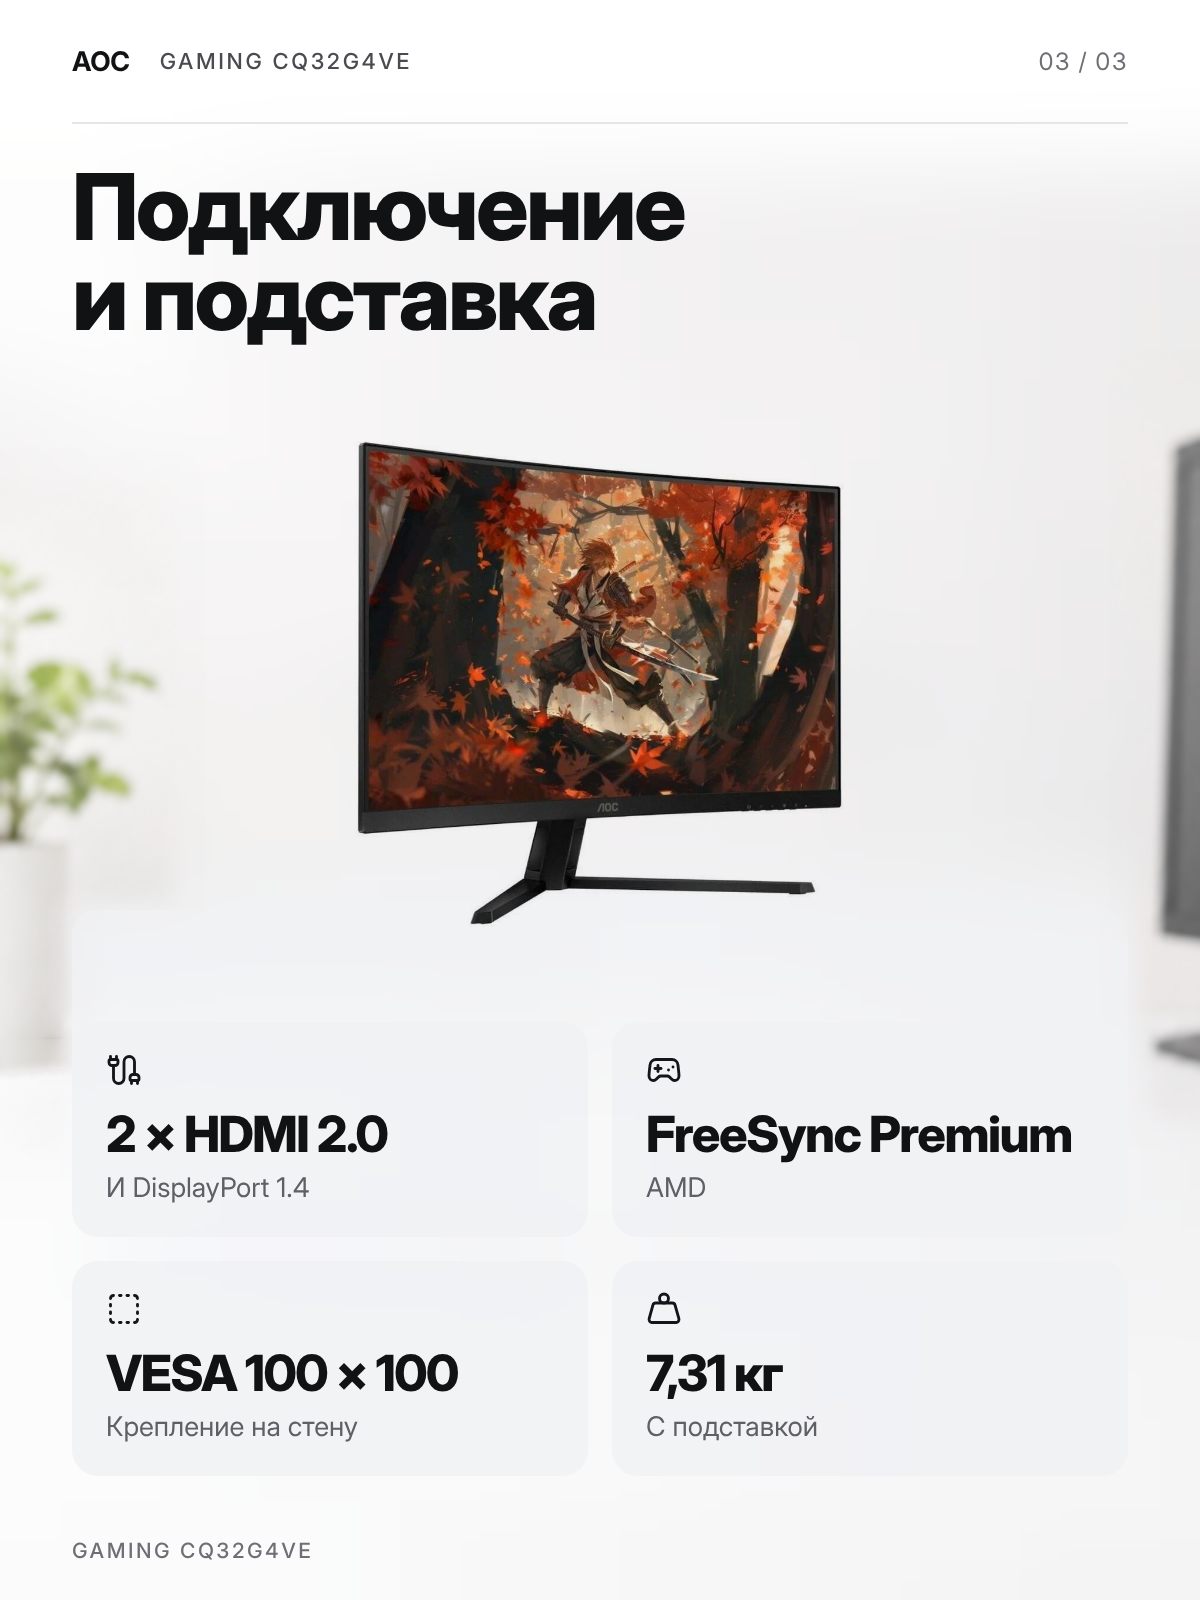 AOC GAMING CQ32G4VE 03 / 03
Подключение
и подставка
AOC
2 × HDMI 2.0
И DisplayPort 1.4
FreeSync Premium
AMD
VESA 100 × 100
Крепление на стену
7,31 кг
С подставкой
GAMING CQ32G4VE